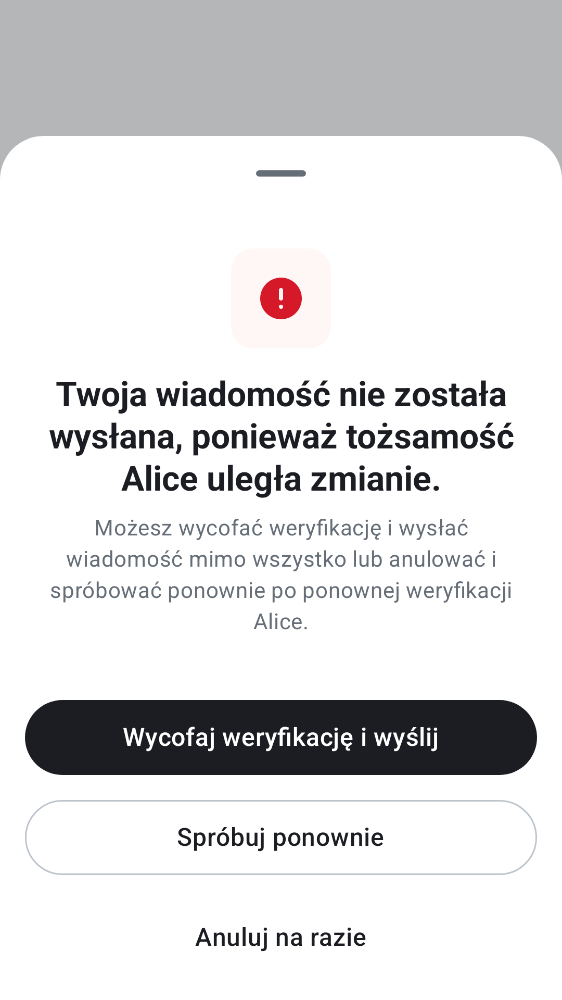 Twoja wiadomość nie została
wysłana, ponieważ tożsamość
Alice uległa zmianie.
Możesz wycofać weryfikację i wysłać
wiadomość mimo wszystko lub anulować i
spróbować ponownie po ponownej weryfikacji
Alice.
Wycofaj weryfikację i wyślij
Spróbuj ponownie
Anuluj na razie